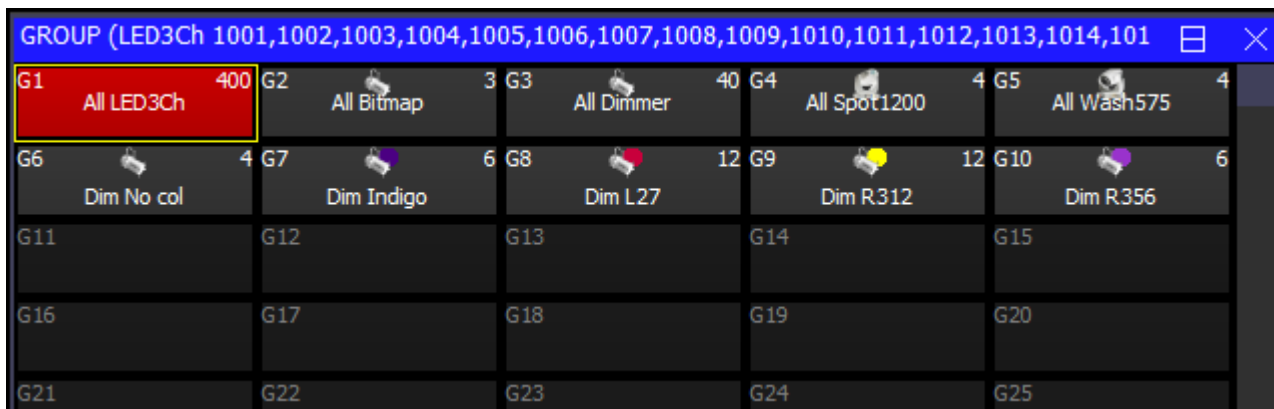 GROUP (LED3Ch 1001,1002,1003,1004,1005,1006,1007,1008,1009,1010,1011,1012,1013,1014,101
G1 400 G2 3 G3 40 G4 4 G5 4
All LED3Ch All Bitmap All Dimmer All Spot1200 All Wash575
G6 4 G7 6 G8 12 G9 12 G10 6
Dim No col Dim Indigo Dim L27 Dim R312 Dim R356
G11 G12 G13 G14 G15
G16 G17 G18 G19 G20
G21 G22 G23 G24 G25